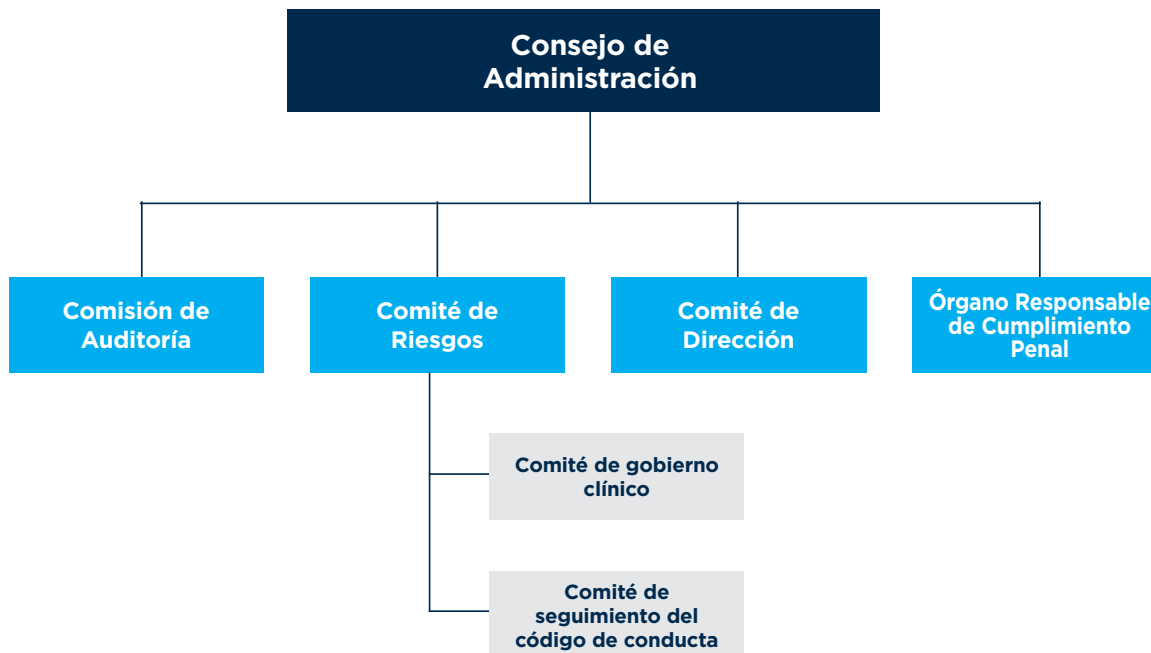 Consejo de
Administración
Comisión de
Auditoría
Comité de
Riesgos
Comité de
Dirección
Órgano Responsable
de Cumplimiento
Penal
Comité de gobierno
clínico
Comité de
seguimiento del
código de conducta